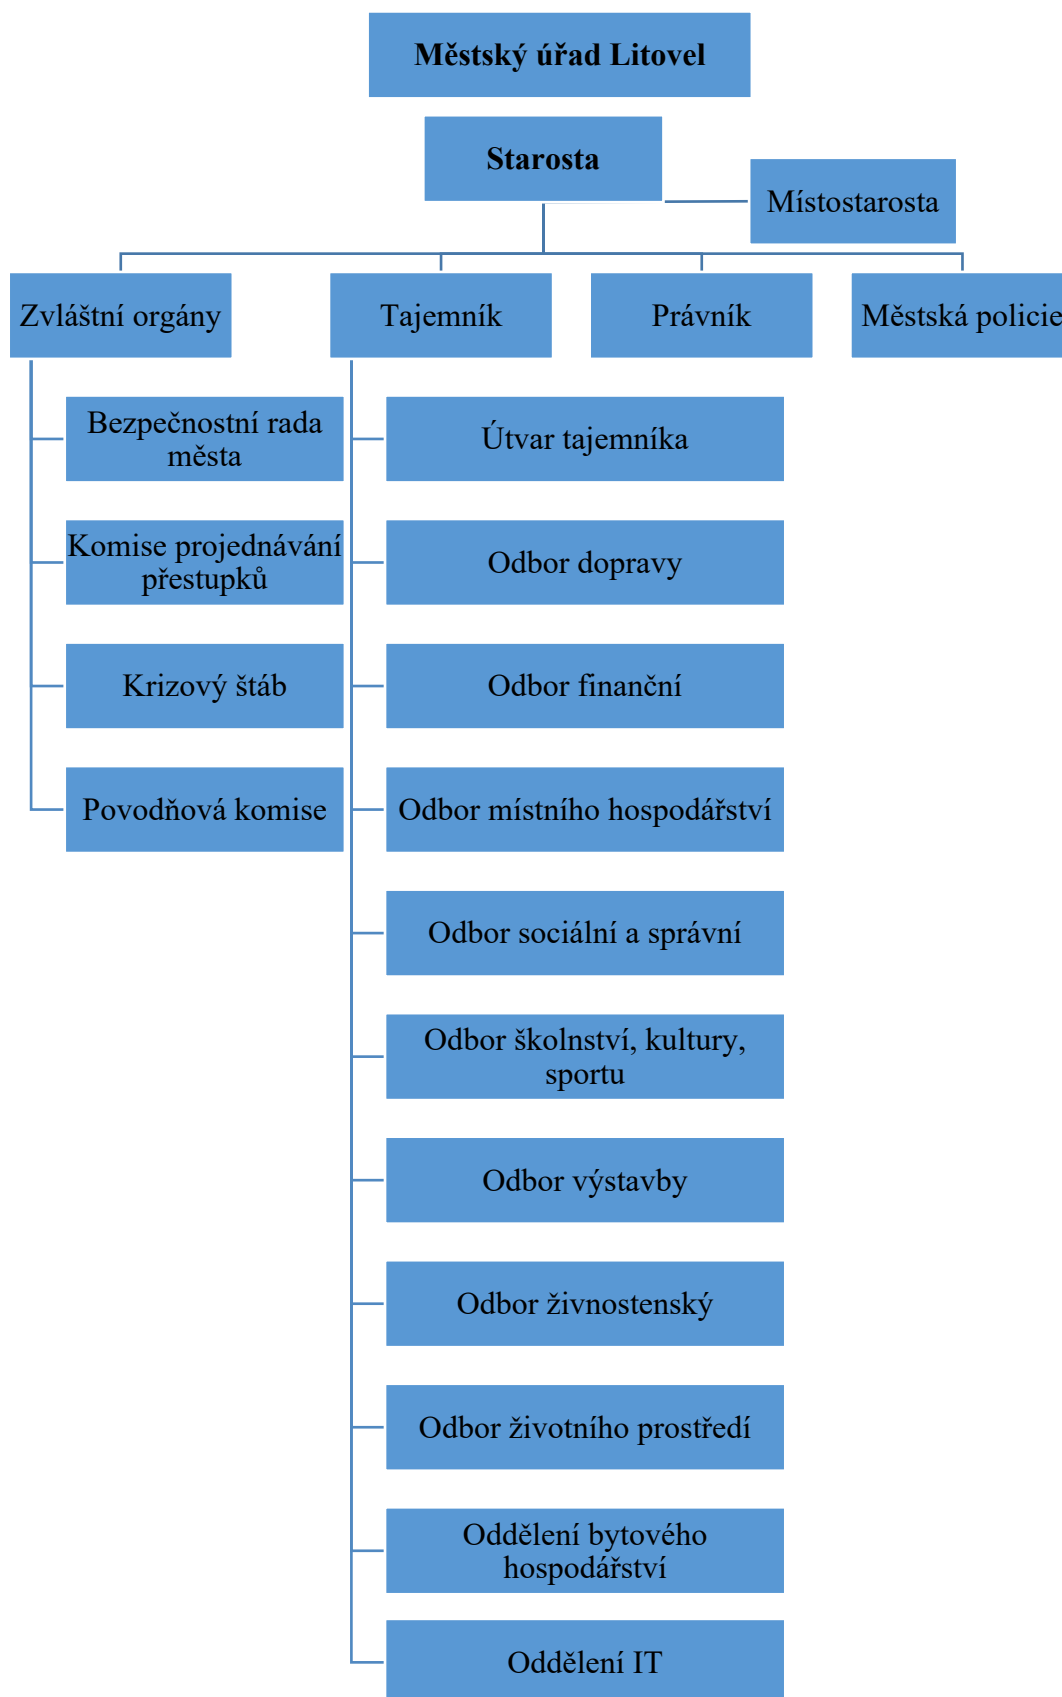 Městský úřad Litovel
Starosta
Místostarosta
Zvláštní orgány
Tajemník
Právník
Městská policie
Bezpečnostní rada
města
Komise projednávání
přestupků
Krizový štáb
Povodňová komise
Útvar tajemníka
Odbor dopravy
Odbor finanční
Odbor místního hospodářství
Odbor sociální a správní
Odbor školnství, kultury,
sportu
Odbor výstavby
Odbor živnostenský
Odbor životního prostředí
Oddělení bytového
hospodářství
Oddělení IT